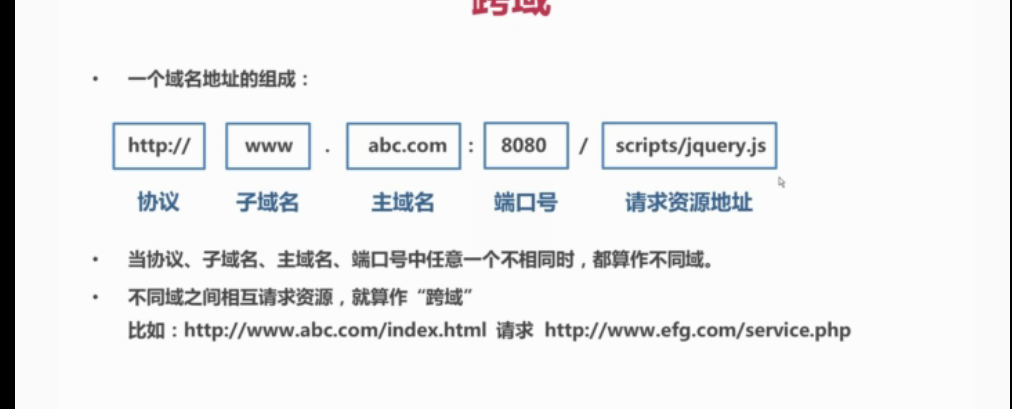 跨域
• 一个域名地址的组成：
http:// www . abc.com : 8080 / scripts/jquery.js
协议 子域名 主域名 端口号 请求资源地址
• 当协议、子域名、主域名、端口号中任意一个不相同时，都算作不同域。
• 不同域之间相互请求资源，就算作“跨域”
比如：http://www.abc.com/index.html 请求 http://www.efg.com/service.php